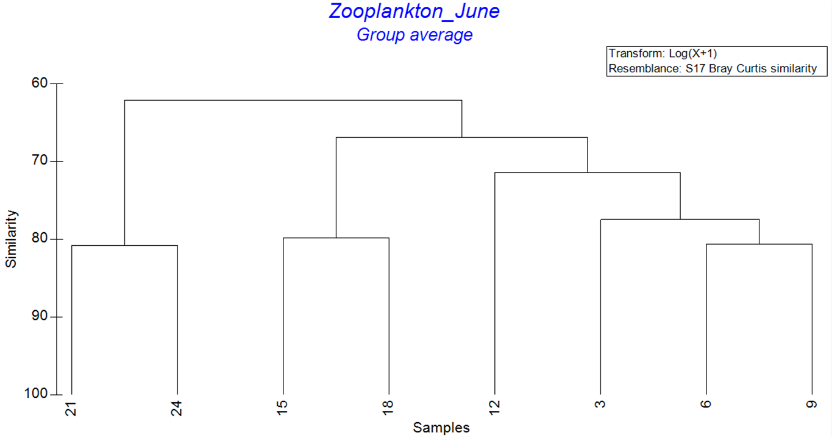 Zooplankton_June
Group average
Transform: Log(X+1)
Resemblance: S17 Bray Curtis similarity
60
70
80
90
100
Similarity
21 24 15 18 12 3 6 9
Samples